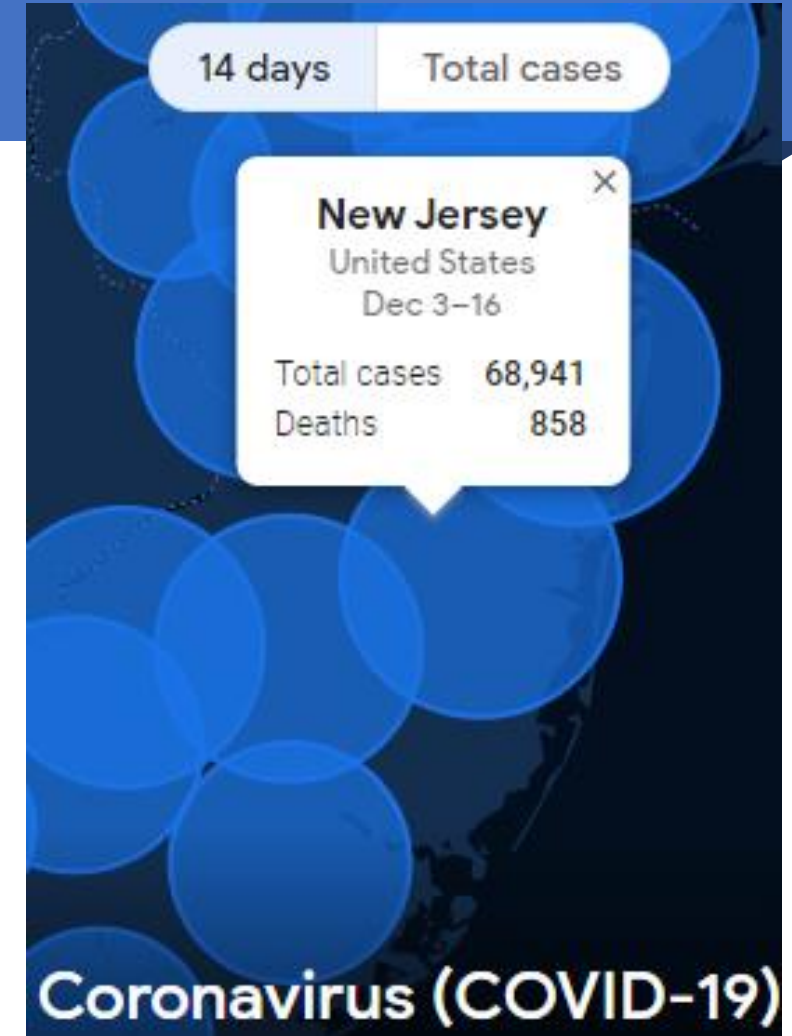 14 days Total cases
New Jersey
United States
Dec 3–16
Total cases 68,941
Deaths 858
Coronavirus (COVID-19)